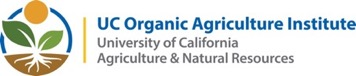 UC Organic Agriculture Institute
University of California
Agriculture & Natural Resources